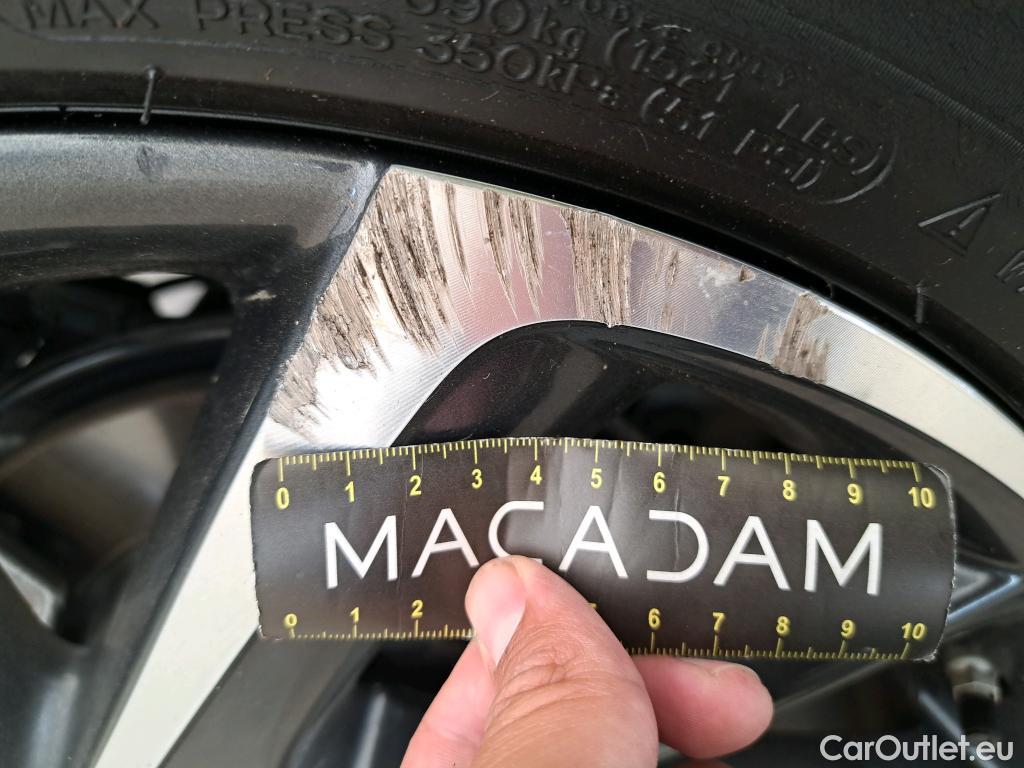 MAX PRESS 350kPa (51 PSI)
690kg (1521 LBS)
0 1 2 3 4 5 6 7 8 9 10
MACADAM
0 1 2 6 7 8 9 10
CarOutlet.eu